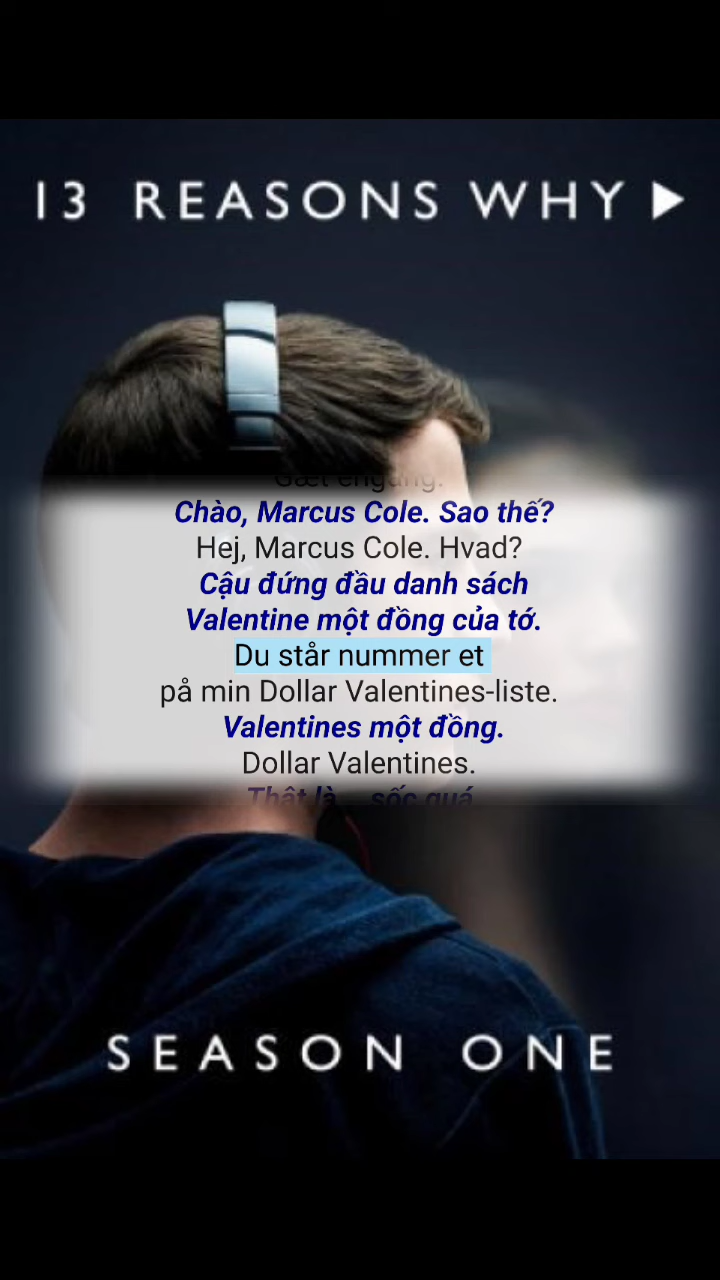 13 REASONS WHY
Chào, Marcus Cole. Sao thế?
Hej, Marcus Cole. Hvad?
Cậu đứng đầu danh sách
Valentine một đồng của tớ.
Du står nummer et
på min Dollar Valentines-liste.
Valentines một đồng.
Dollar Valentines.
SEASON ONE